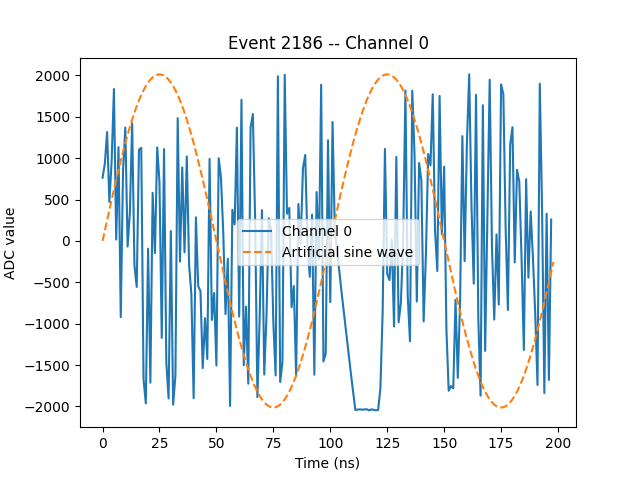 Event 2186 -- Channel 0
ADC value
2000
1500
1000
500
0
−500
−1000
−1500
−2000
Channel 0
Artificial sine wave
0 25 50 75 100 125 150 175 200
Time (ns)